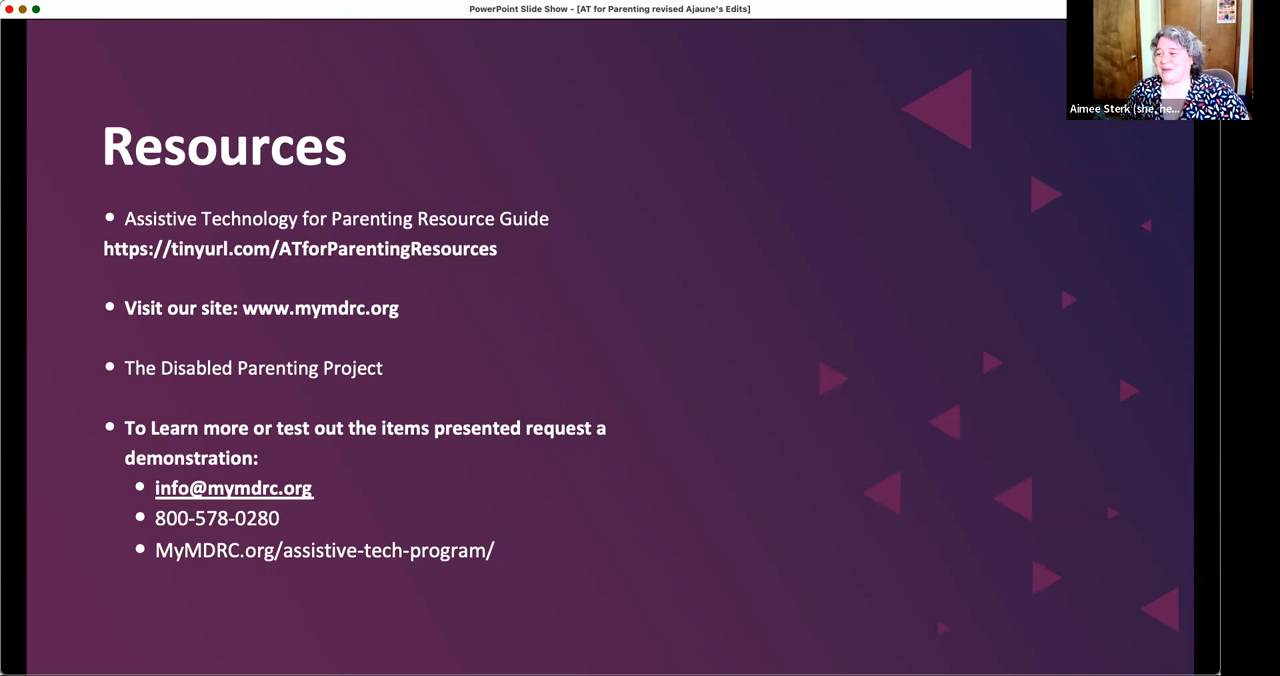 PowerPoint Slide Show - [AT for Parenting revised Ajaune's Edits]
Aimee Sterk (she, he...
Resources
• Assistive Technology for Parenting Resource Guide
https://tinyurl.com/ATforParentingResources
• Visit our site: www.mymdrc.org
• The Disabled Parenting Project
• To Learn more or test out the items presented request a
demonstration:
• info@mymdrc.org
• 800-578-0280
• MyMDRC.org/assistive-tech-program/